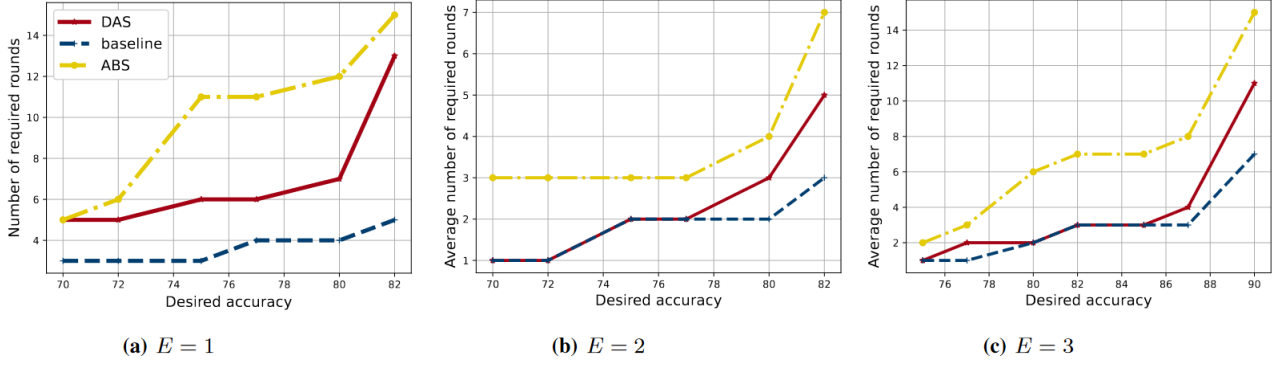 DAS
baseline
ABS
Number of required rounds
14
12
10
8
6
4
70 72 74 76 78 80 82
Desired accuracy
(a) E = 1
Average number of required rounds
7
6
5
4
3
2
1
70 72 74 76 78 80 82
Desired accuracy
(b) E = 2
Average number of required rounds
14
12
10
8
6
4
2
76 78 80 82 84 86 88 90
Desired accuracy
(c) E = 3